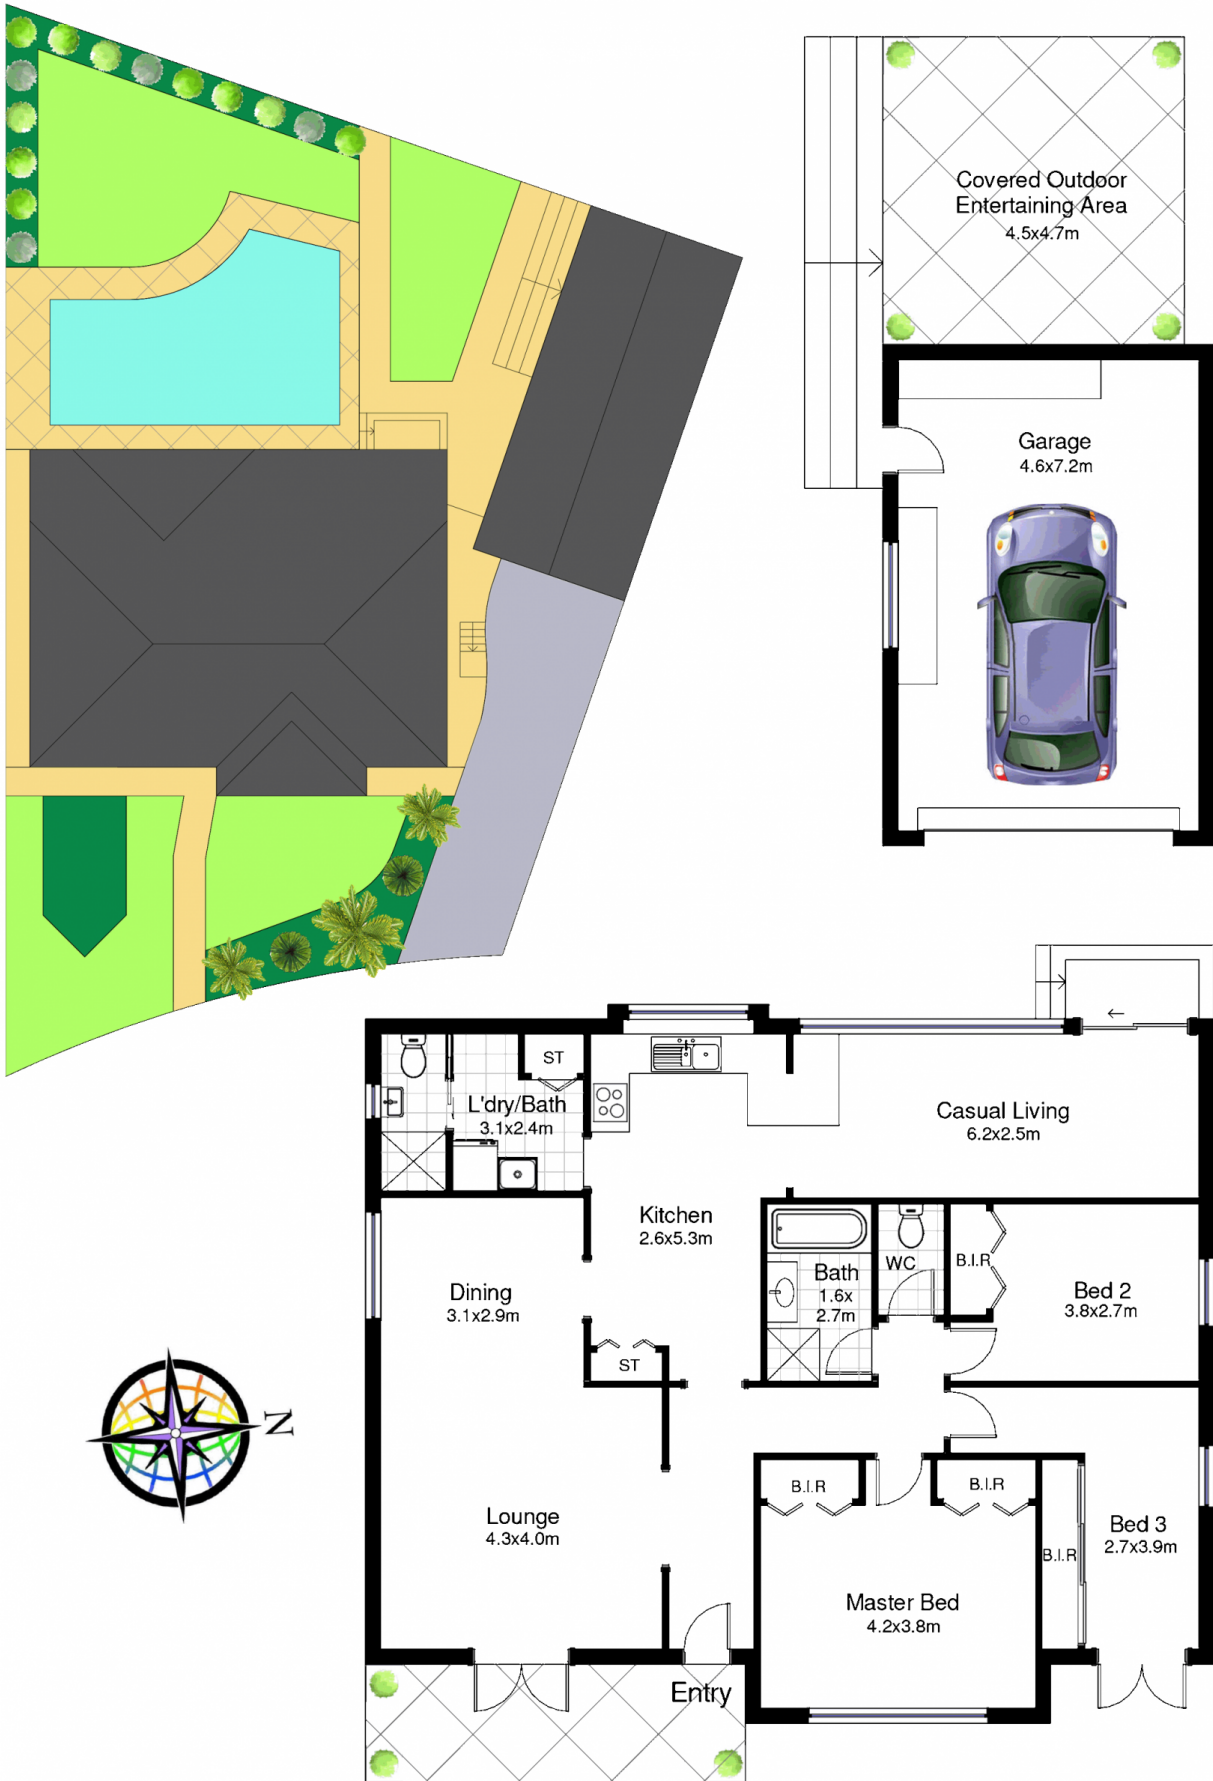 Covered Outdoor
Entertaining Area
4.5x4.7m
Garage
4.6x7.2m
ST
L'dry/Bath
3.1x2.4m
Casual Living
6.2x2.5m
Kitchen
2.6x5.3m
Dining
3.1x2.9m
Bath
1.6x
2.7m
WC
B.I.R
Bed 2
3.8x2.7m
ST
N
Lounge
4.3x4.0m
B.I.R
B.I.R
B.I.R
Bed 3
2.7x3.9m
Master Bed
4.2x3.8m
Entry